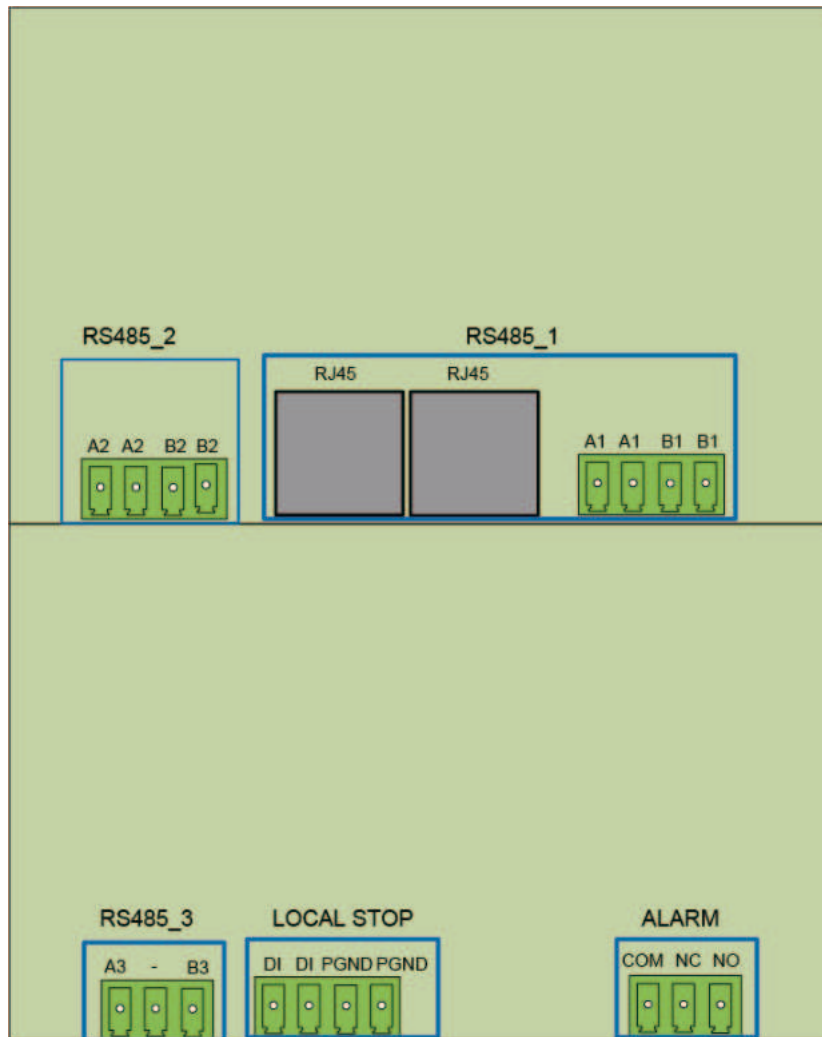 RS485_2
RS485_1
RJ45 RJ45
A2 A2 B2 B2
A1 A1 B1 B1
RS485_3
LOCAL STOP
ALARM
A3 - B3
DI DI PGND PGND
COM NC NO